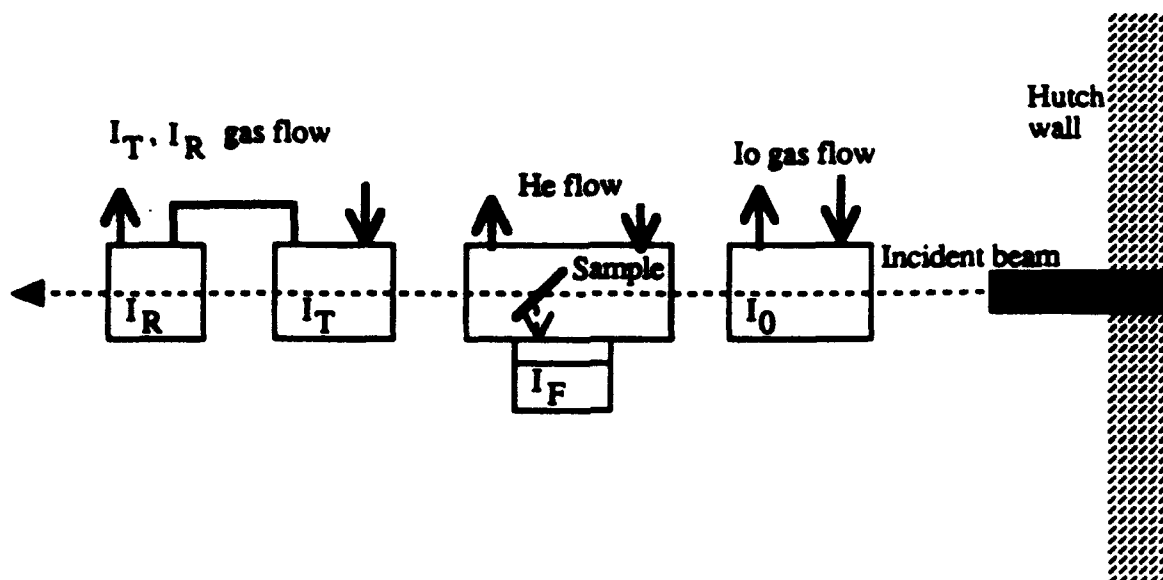 Hutch
wall
I_T, I_R gas flow
Io gas flow
He flow
Sample
Incident beam
I_R
I_T
I_0
I_F